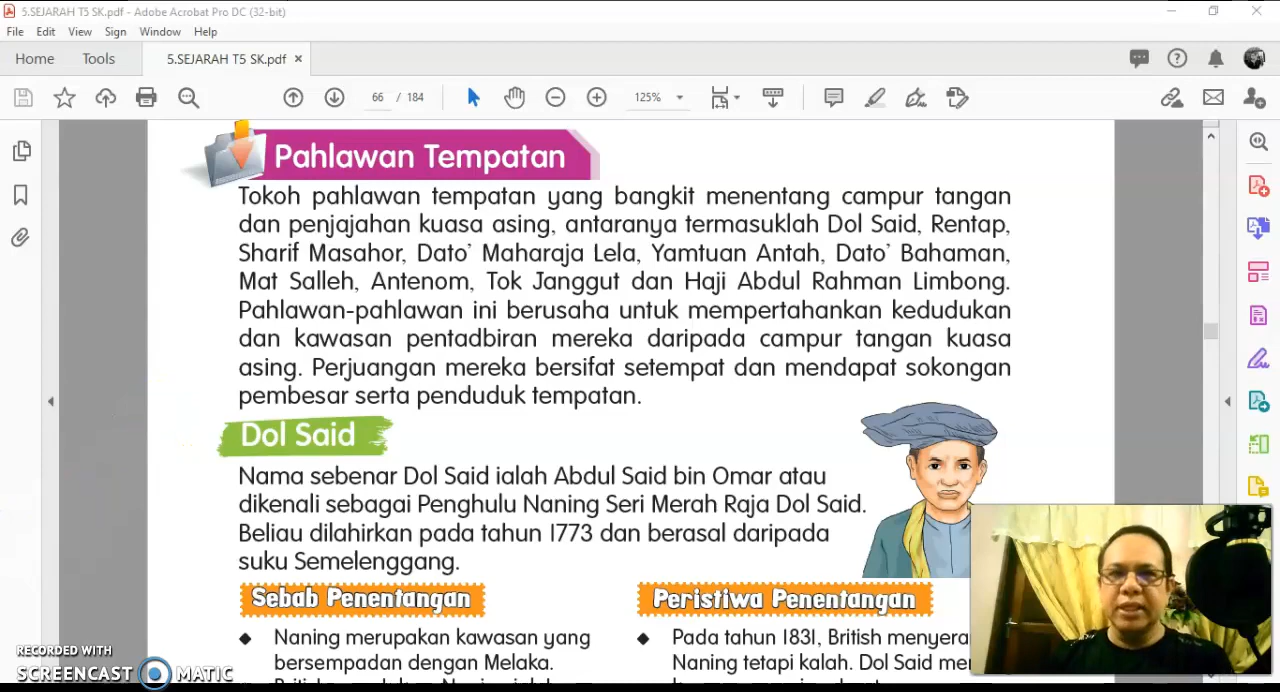 5.SEJARAH T5 SK.pdf - Adobe Acrobat Pro DC (32-bit)
File Edit View Sign Window Help
Home Tools 5.SEJARAH T5 SK.pdf ×
66 / 184 125%
Pahlawan Tempatan
Tokoh pahlawan tempatan yang bangkit menentang campur tangan
dan penjajahan kuasa asing, antaranya termasuklah Dol Said, Rentap,
Sharif Masahor, Dato’ Maharaja Lela, Yamtuan Antah, Dato’ Bahaman,
Mat Salleh, Antenom, Tok Janggut dan Haji Abdul Rahman Limbong.
Pahlawan-pahlawan ini berusaha untuk mempertahankan kedudukan
dan kawasan pentadbiran mereka daripada campur tangan kuasa
asing. Perjuangan mereka bersifat setempat dan mendapat sokongan
pembesar serta penduduk tempatan.
Dol Said
Nama sebenar Dol Said ialah Abdul Said bin Omar atau
dikenali sebagai Penghulu Naning Seri Merah Raja Dol Said.
Beliau dilahirkan pada tahun 1773 dan berasal daripada
suku Semelenggang.
Sebab Penentangan
Naning merupakan kawasan yang
bersempadan dengan Melaka.
Peristiwa Penentangan
Pada tahun 1831, British menyera
Naning tetapi kalah. Dol Said me
RECORDED WITH
SCREENCAST MATIC